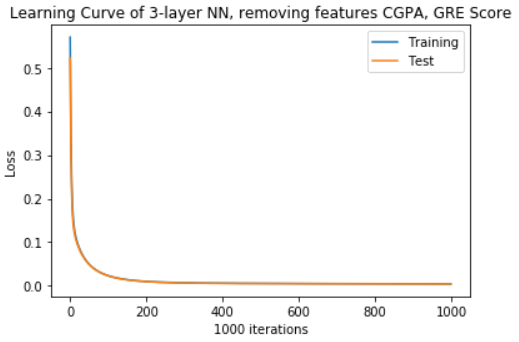 Learning Curve of 3-layer NN, removing features CGPA, GRE Score
Training
Test
0.5
0.4
0.3
0.2
0.1
0.0
Loss
0 200 400 600 800 1000
1000 iterations